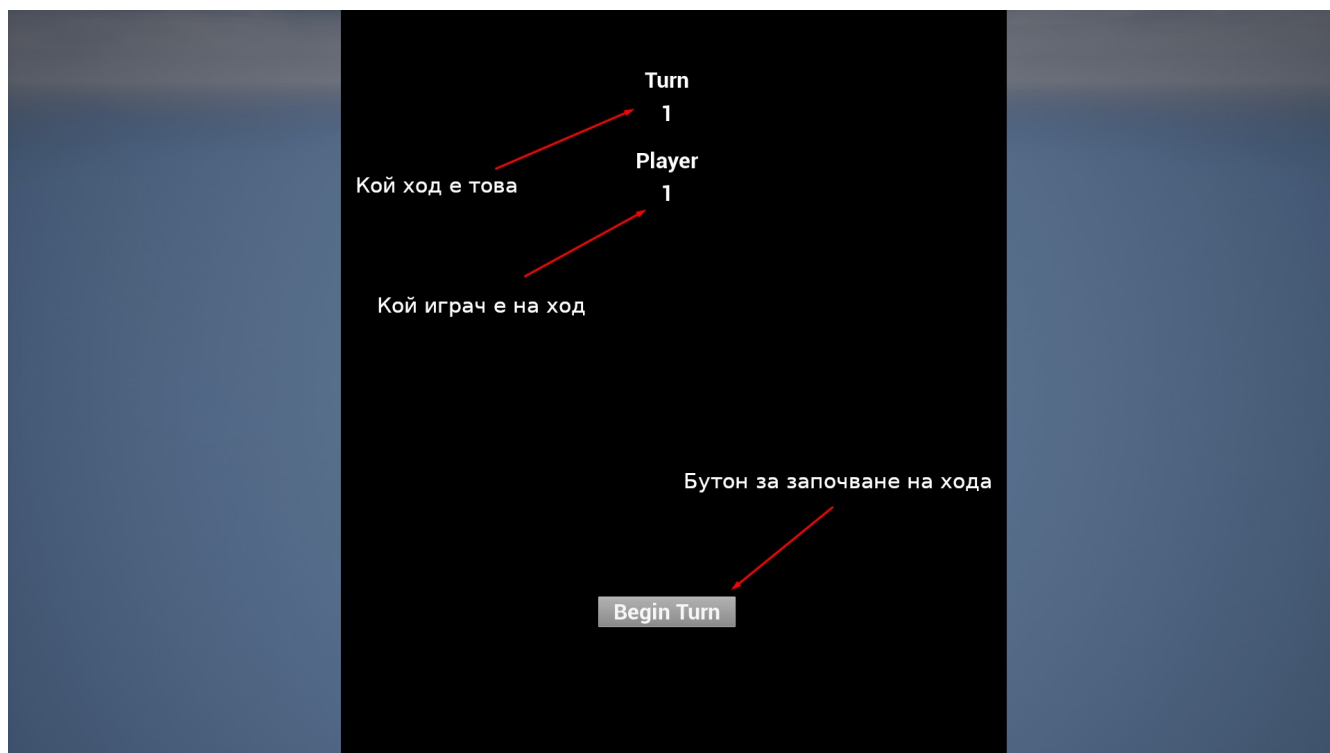 Turn
1
Player
1
Кой ход е това
Кой играч е на ход
Бутон за започване на хода
Begin Turn